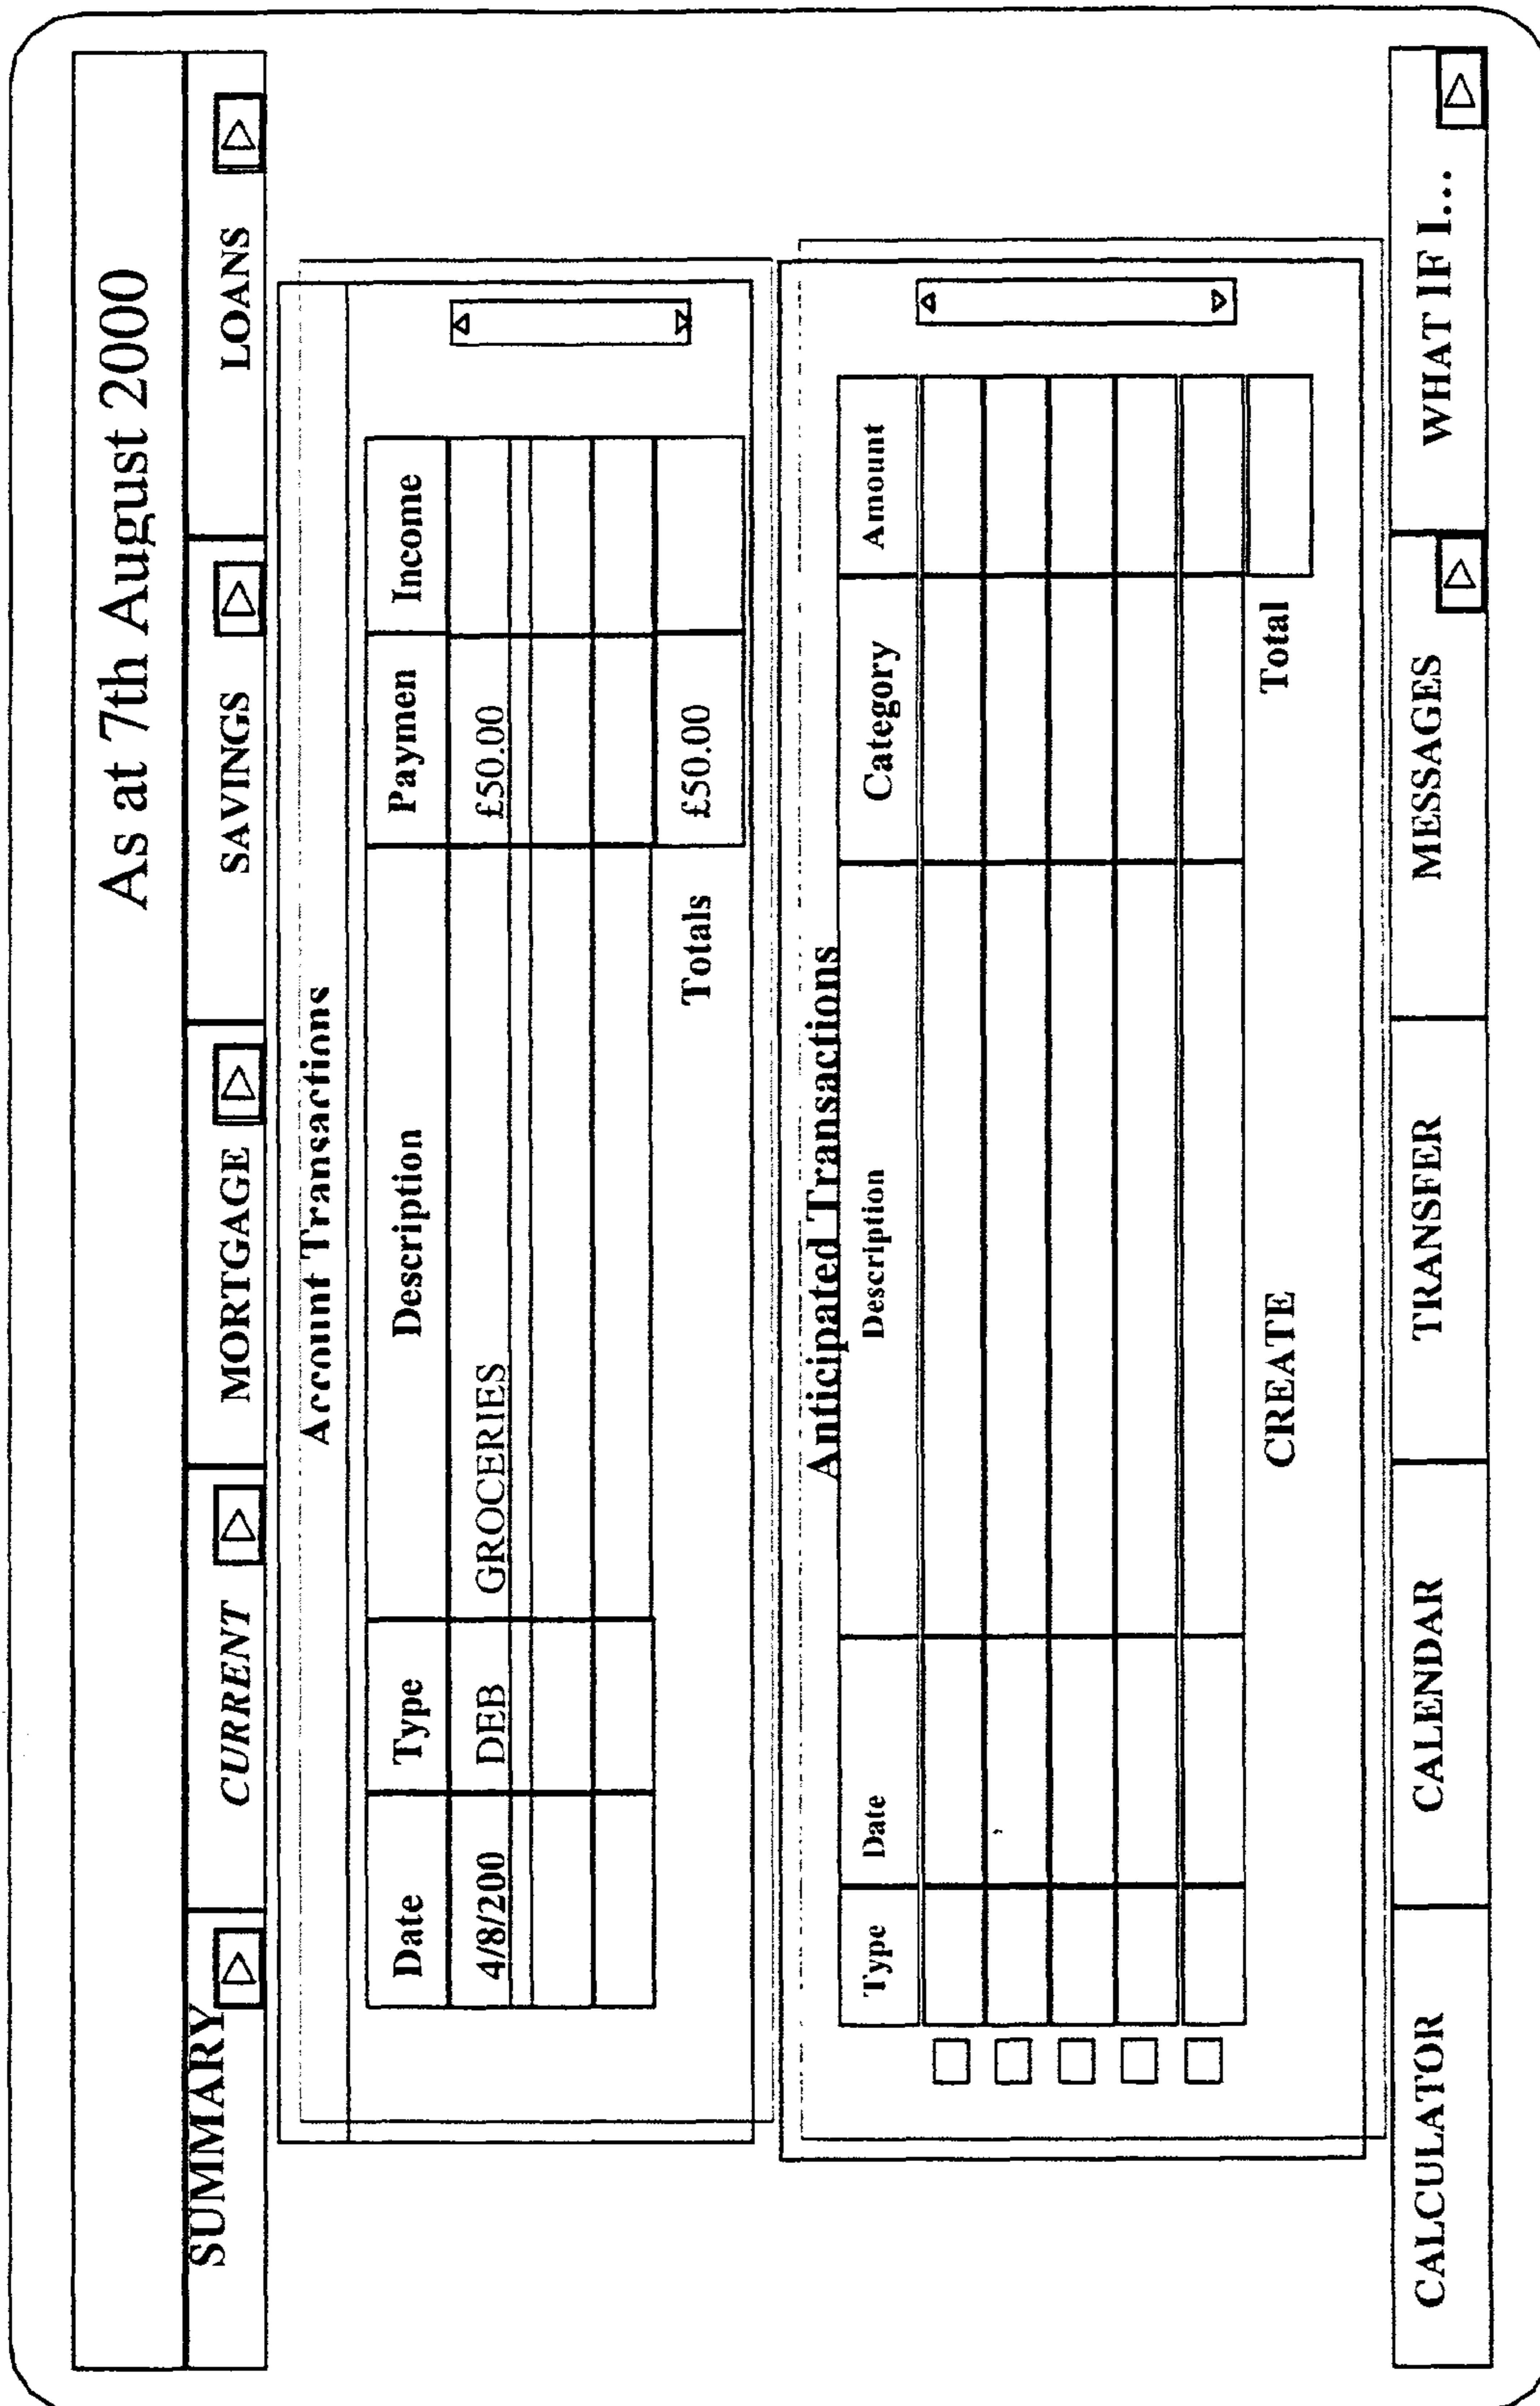 As at 7th August 2000
SUMMARY CURRENT MORTGAGE SAVINGS LOANS
Account Transactions
Date Type Description Paymen Income
4/8/200 DEB GROCERIES £50.00
Totals £50.00
Anticipated Transactions
Type Date Description Category Amount
CREATE Total
CALCULATOR CALENDAR TRANSFER MESSAGES WHAT IF I...